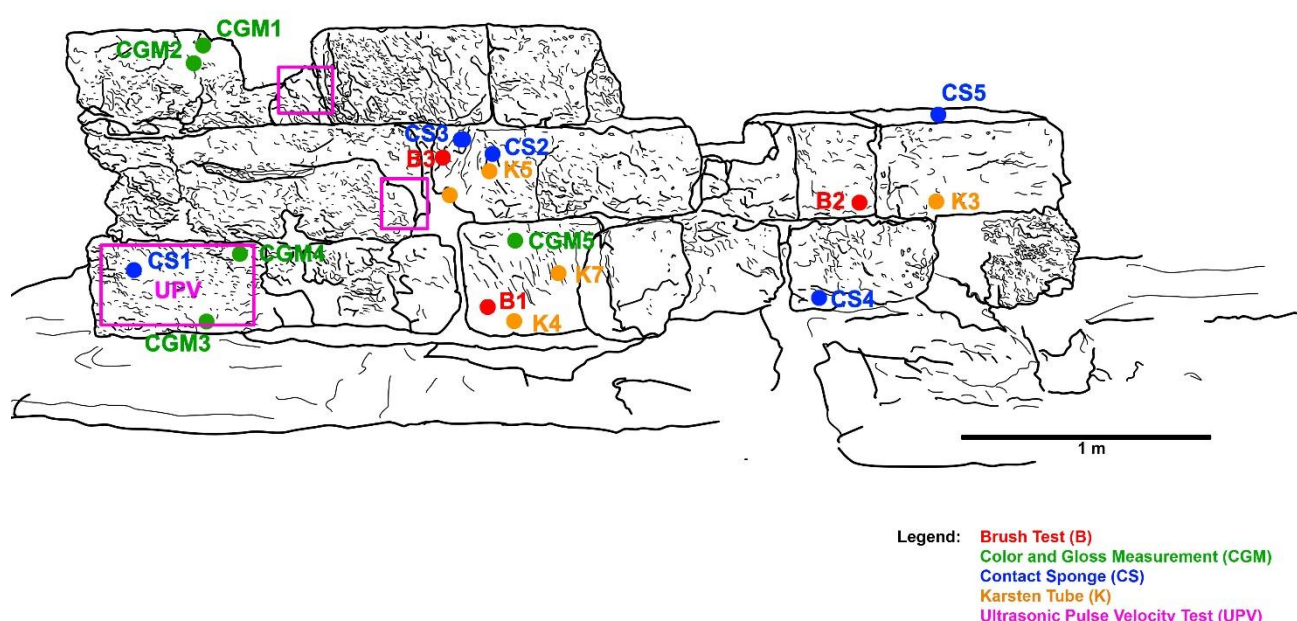 CGM1
CGM2
CS5
CS3
CS2
B3
K5
B2
K3
CGM4
CGM5
CS1
K7
UPV
B1
CS4
K4
CGM3
1 m
Legend: Brush Test (B)
Color and Gloss Measurement (CGM)
Contact Sponge (CS)
Karsten Tube (K)
Ultrasonic Pulse Velocity Test (UPV)